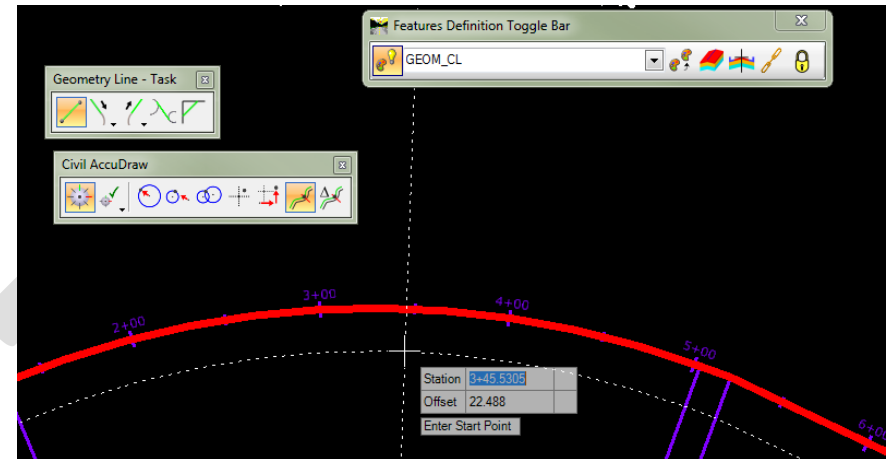 Features Definition Toggle Bar
GEOM_CL
Geometry Line - Task
Civil AccuDraw
2+00
3+00
4+00
5+00
6+00
Station 3+45.5305
Offset 22.488
Enter Start Point